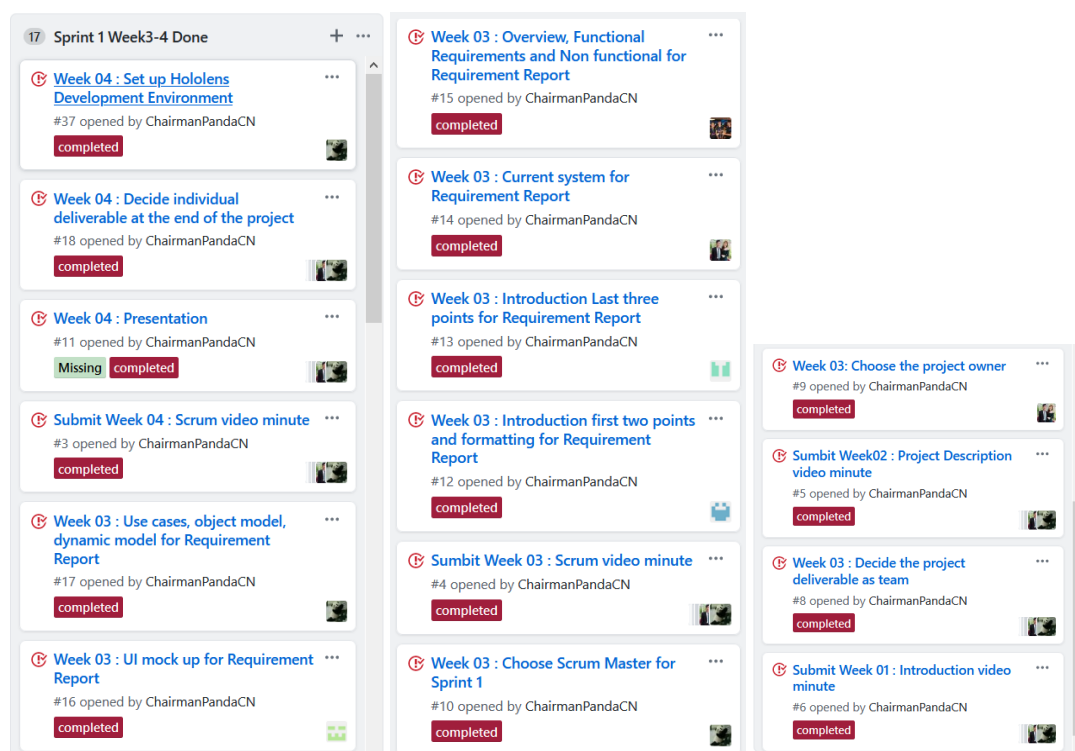 17 Sprint 1 Week3-4 Done
Week 04 : Set up Hololens
Development Environment
#37 opened by ChairmanPandaCN
completed
Week 04 : Decide individual
deliverable at the end of the project
#18 opened by ChairmanPandaCN
completed
Week 04 : Presentation
#11 opened by ChairmanPandaCN
Missing completed
Submit Week 04 : Scrum video minute
#3 opened by ChairmanPandaCN
completed
Week 03 : Use cases, object model,
dynamic model for Requirement
Report
#17 opened by ChairmanPandaCN
completed
Week 03 : UI mock up for Requirement
Report
#16 opened by ChairmanPandaCN
completed
Week 03 : Overview, Functional
Requirements and Non functional for
Requirement Report
#15 opened by ChairmanPandaCN
completed
Week 03 : Current system for
Requirement Report
#14 opened by ChairmanPandaCN
completed
Week 03 : Introduction Last three
points for Requirement Report
#13 opened by ChairmanPandaCN
completed
Week 03 : Introduction first two points
and formatting for Requirement
Report
#12 opened by ChairmanPandaCN
completed
Sumbit Week 03 : Scrum video minute
#4 opened by ChairmanPandaCN
completed
Week 03 : Choose Scrum Master for
Sprint 1
#10 opened by ChairmanPandaCN
completed
Week 03: Choose the project owner
#9 opened by ChairmanPandaCN
completed
Sumbit Week02 : Project Description
video minute
#5 opened by ChairmanPandaCN
completed
Week 03 : Decide the project
deliverable as team
#8 opened by ChairmanPandaCN
completed
Submit Week 01 : Introduction video
minute
#6 opened by ChairmanPandaCN
completed